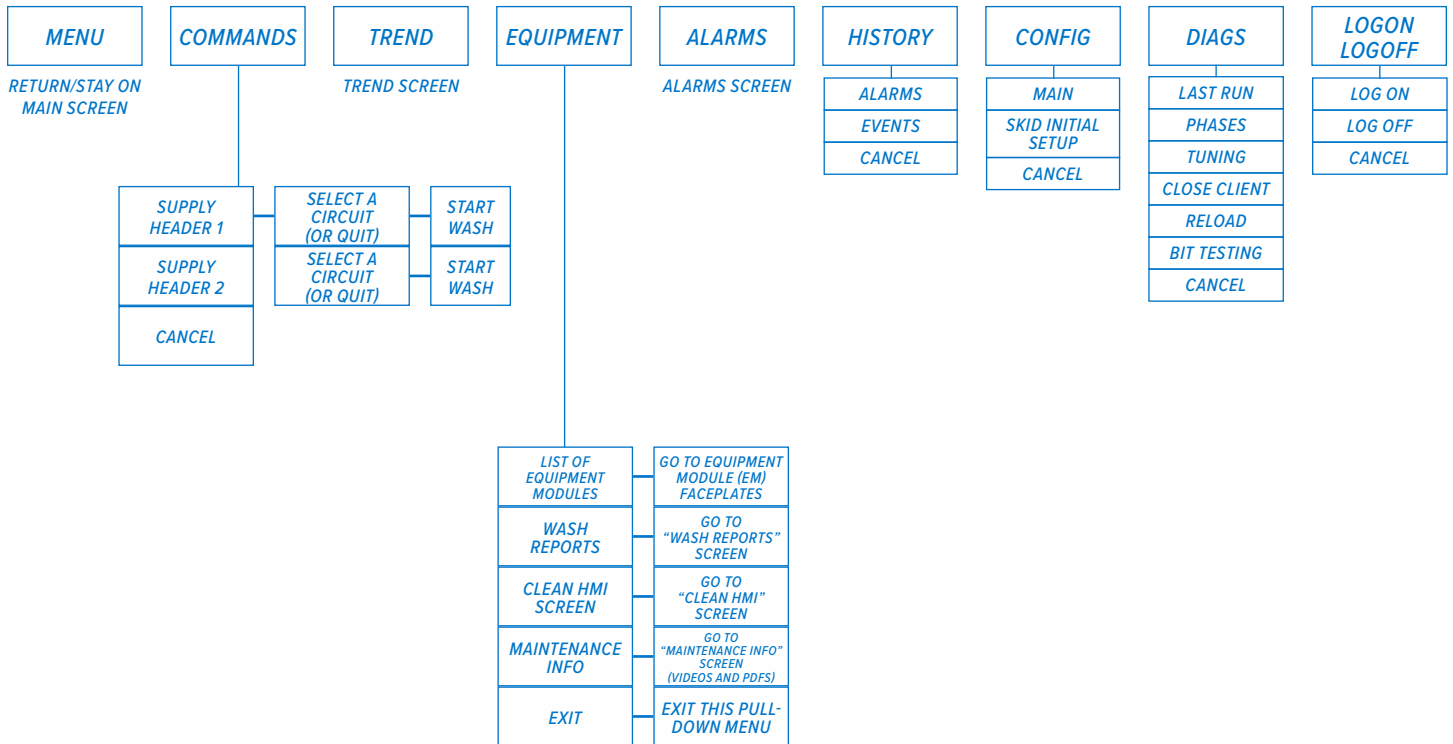 MENU
COMMANDS
TREND
EQUIPMENT
ALARMS
HISTORY
CONFIG
DIAGS
LOGON
LOGOFF
RETURN/STAY ON
MAIN SCREEN
TREND SCREEN
ALARMS SCREEN
ALARMS
EVENTS
CANCEL
MAIN
SKID INITIAL
SETUP
CANCEL
LAST RUN
PHASES
TUNING
CLOSE CLIENT
RELOAD
BIT TESTING
CANCEL
LOG ON
LOG OFF
CANCEL
SUPPLY
HEADER 1
SELECT A
CIRCUIT
(OR QUIT)
START
WASH
SUPPLY
HEADER 2
SELECT A
CIRCUIT
(OR QUIT)
START
WASH
CANCEL
LIST OF
EQUIPMENT
MODULES
GO TO EQUIPMENT
MODULE (EM)
FACEPLATES
WASH
REPORTS
GO TO
“WASH REPORTS”
SCREEN
CLEAN HMI
SCREEN
GO TO
“CLEAN HMI”
SCREEN
MAINTENANCE
INFO
GO TO
“MAINTENANCE INFO”
SCREEN
(VIDEOS AND PDFS)
EXIT
EXIT THIS PULL-
DOWN MENU